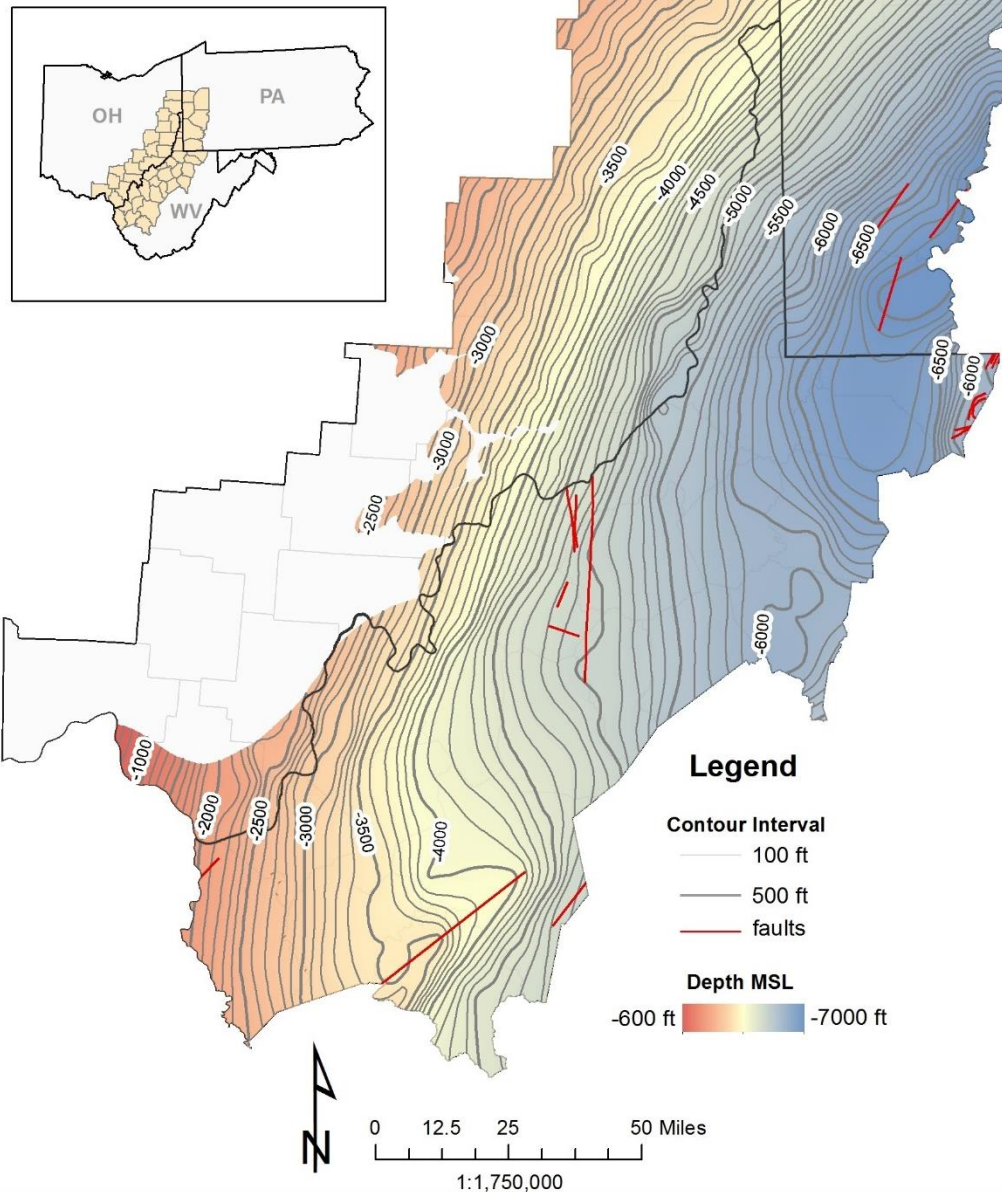 OH
PA
WV
-3500
-4000
-4500
-5000
-5500
-6000
-6500
-3000
-6500
-6000
-3000
-2500
-6000
-1000
-2000
-2500
-3000
-3500
-4000
Legend
Contour Interval
100 ft
500 ft
faults
Depth MSL
-600 ft -7000 ft
N
0 12.5 25 50 Miles
1:1,750,000